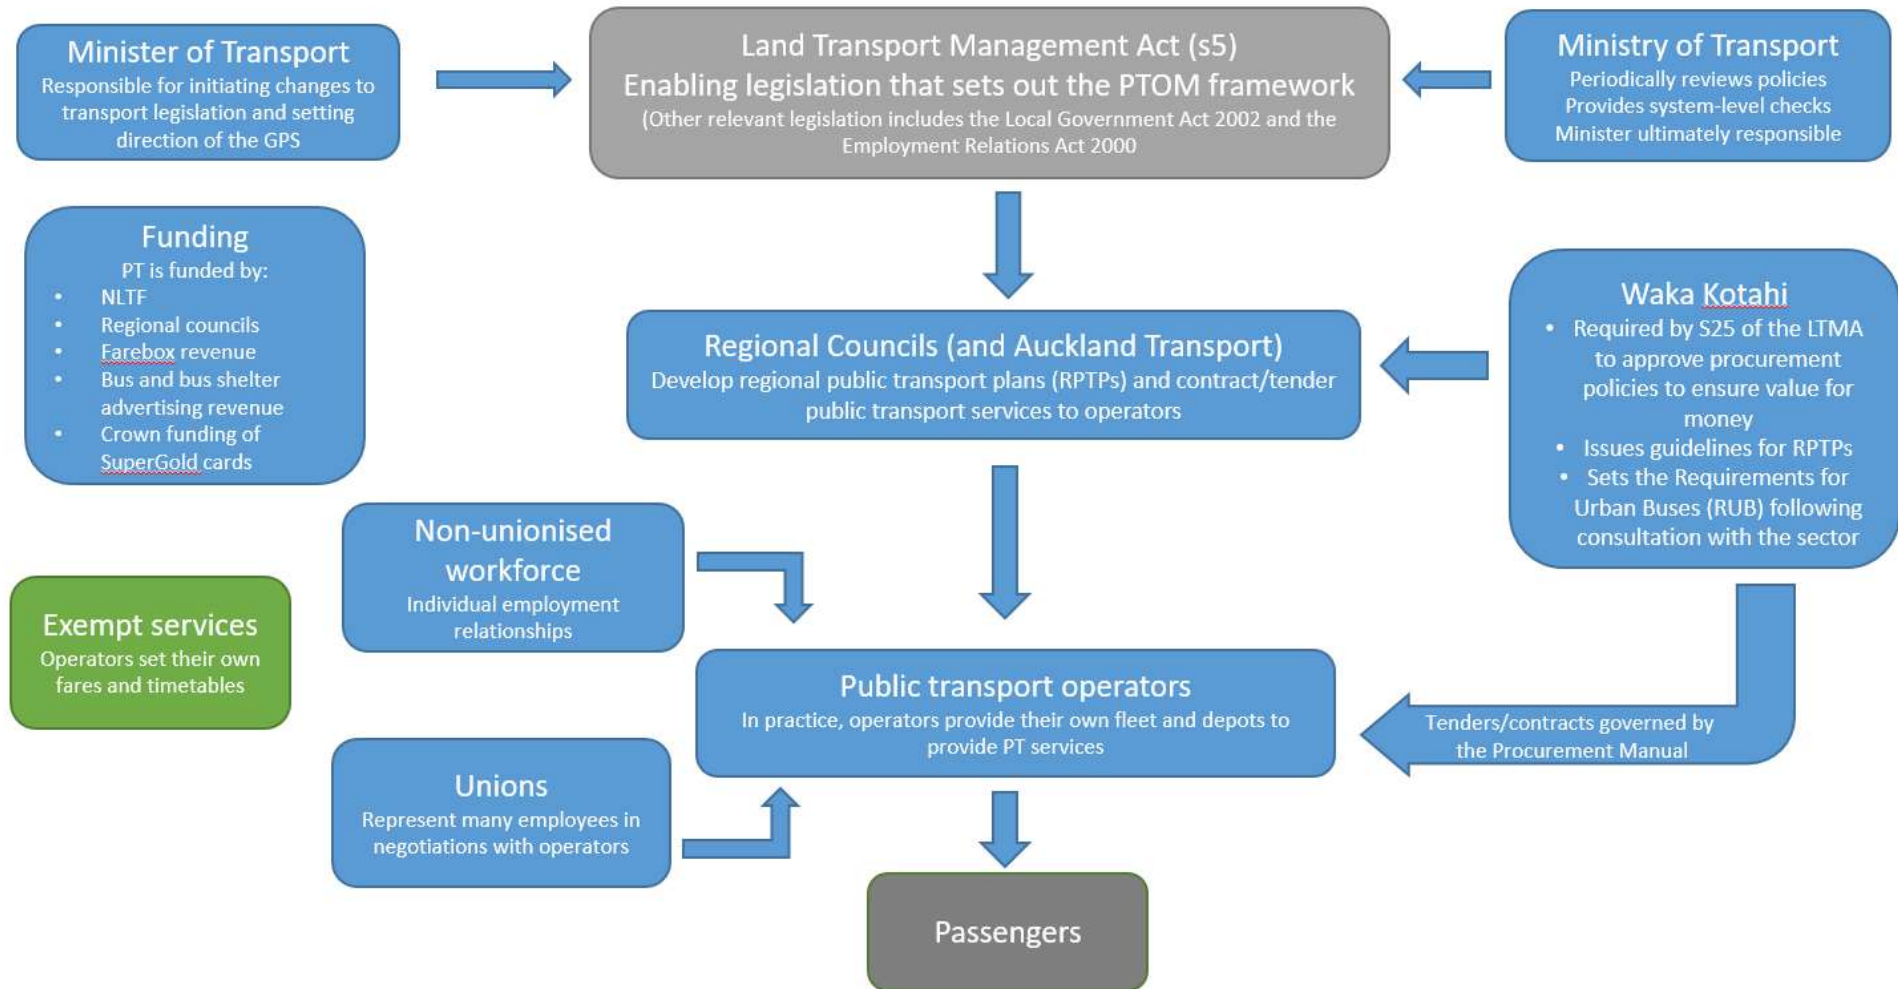 Minister of Transport
Responsible for initiating changes to
transport legislation and setting
direction of the GPS
Land Transport Management Act (s5)
Enabling legislation that sets out the PTOM framework
(Other relevant legislation includes the Local Government Act 2002 and the
Employment Relations Act 2000
Ministry of Transport
Periodically reviews policies
Provides system-level checks
Minister ultimately responsible
Funding
PT is funded by:
• NLTF
• Regional councils
• Farebox revenue
• Bus and bus shelter
advertising revenue
• Crown funding of
SuperGold cards
Regional Councils (and Auckland Transport)
Develop regional public transport plans (RPTPs) and contract/tender
public transport services to operators
Waka Kotahi
• Required by S25 of the LTMA
to approve procurement
policies to ensure value for
money
• Issues guidelines for RPTPs
• Sets the Requirements for
Urban Buses (RUB) following
consultation with the sector
Non-unionised
workforce
Individual employment
relationships
Exempt services
Operators set their own
fares and timetables
Public transport operators
In practice, operators provide their own fleet and depots to
provide PT services
Tenders/contracts governed by
the Procurement Manual
Unions
Represent many employees in
negotiations with operators
Passengers